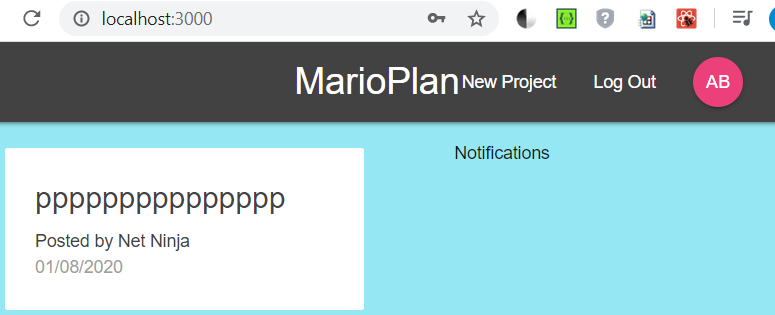 localhost:3000
MarioPlan New Project Log Out AB
Notifications
ppppppppppppppp
Posted by Net Ninja
01/08/2020